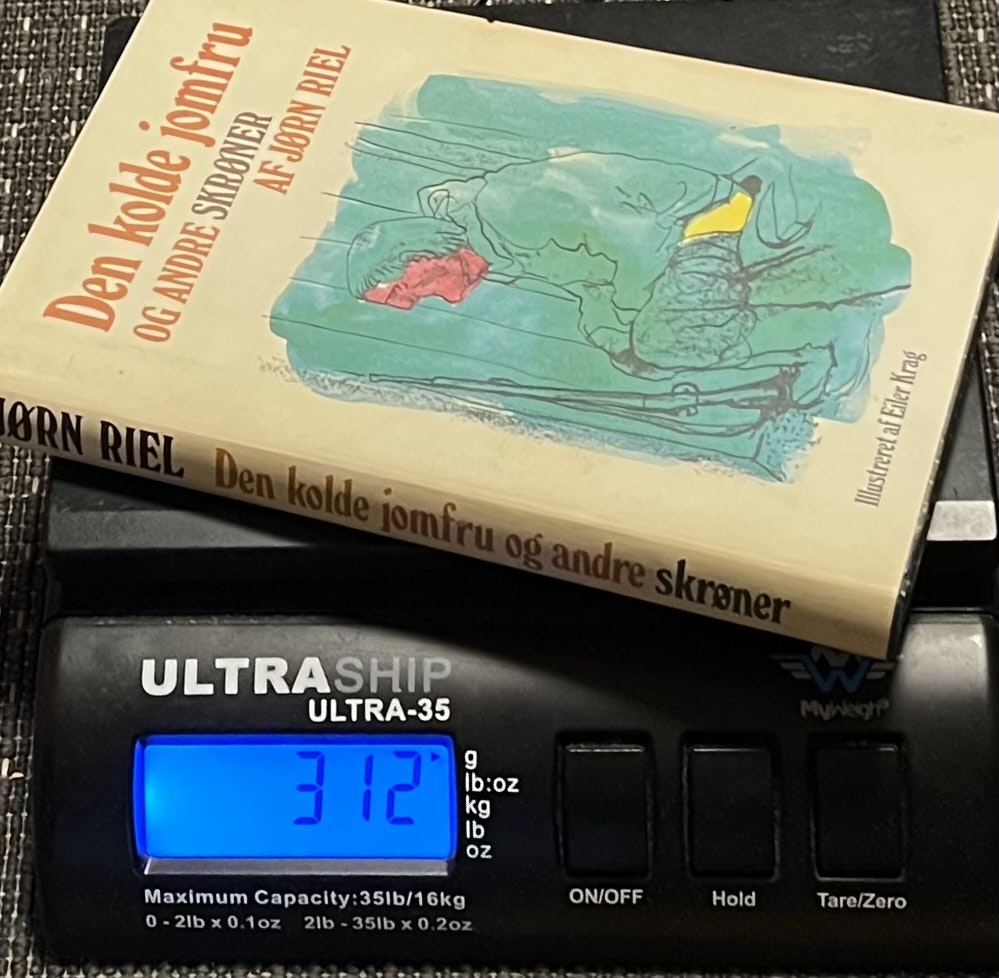 Den kolde jomfru
OG ANDRE SKRØNER
AF JØRN RIEL
Illustreret af Eiler Krag
JØRN RIEL Den kolde jomfru og andre skrøner
ULTRASHIP
ULTRA-35
MyWeigh
312
g
lb:oz
kg
lb
oz
Maximum Capacity:35lb/16kg
0 - 2lb x 0.1oz 2lb - 35lb x 0.2oz
ON/OFF
Hold
Tare/Zero